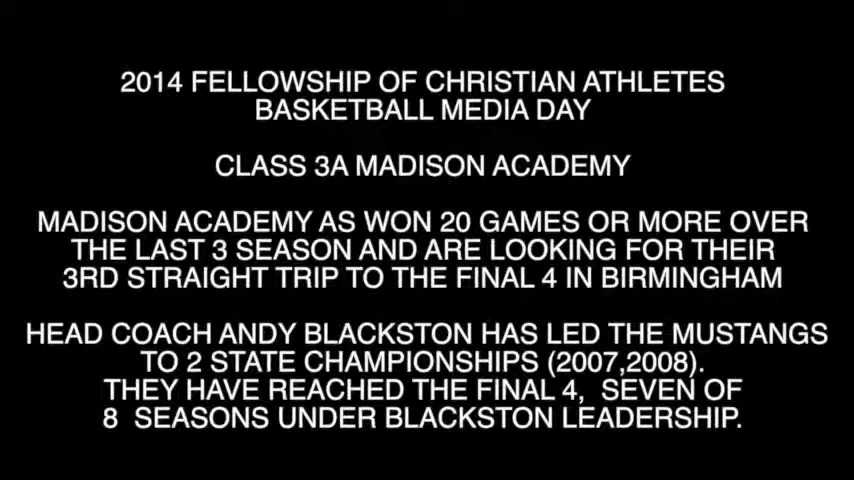 2014 FELLOWSHIP OF CHRISTIAN ATHLETES
BASKETBALL MEDIA DAY
CLASS 3A MADISON ACADEMY
MADISON ACADEMY AS WON 20 GAMES OR MORE OVER
THE LAST 3 SEASON AND ARE LOOKING FOR THEIR
3RD STRAIGHT TRIP TO THE FINAL 4 IN BIRMINGHAM
HEAD COACH ANDY BLACKSTON HAS LED THE MUSTANGS
TO 2 STATE CHAMPIONSHIPS (2007,2008).
THEY HAVE REACHED THE FINAL 4,  SEVEN OF
8  SEASONS UNDER BLACKSTON LEADERSHIP.